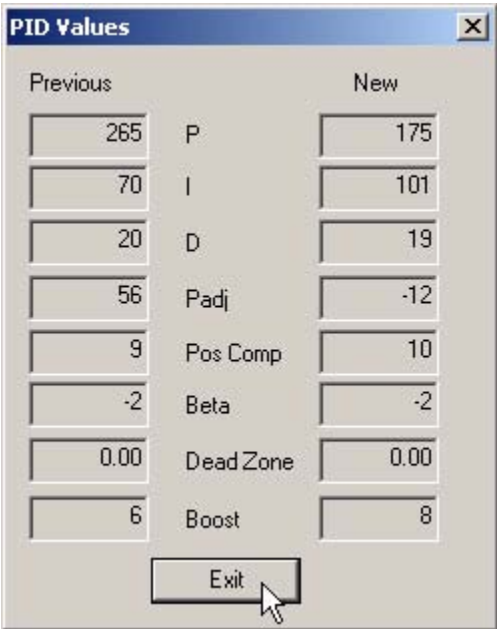 PID Values
Previous New
265 P 175
70 I 101
20 D 19
56 Padj -12
9 Pos Comp 10
-2 Beta -2
0.00 Dead Zone 0.00
6 Boost 8
Exit